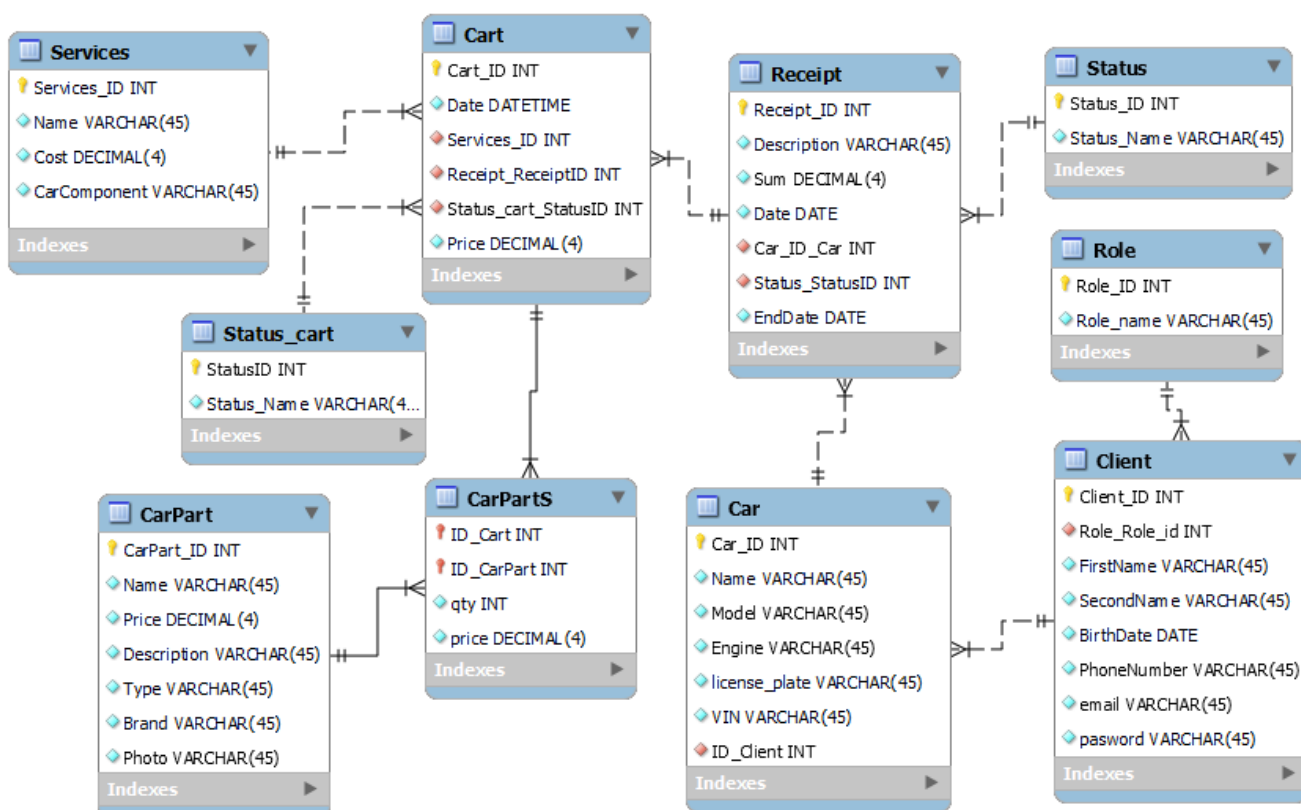 Services
Services_ID INT
Name VARCHAR(45)
Cost DECIMAL(4)
CarComponent VARCHAR(45)
Indexes
Cart
Cart_ID INT
Date DATETIME
Services_ID INT
Receipt_ReceiptID INT
Status_cart_StatusID INT
Price DECIMAL(4)
Indexes
Receipt
Receipt_ID INT
Description VARCHAR(45)
Sum DECIMAL(4)
Date DATE
Car_ID_Car INT
Status_StatusID INT
EndDate DATE
Indexes
Status
Status_ID INT
Status_Name VARCHAR(45)
Indexes
Role
Role_ID INT
Role_name VARCHAR(45)
Indexes
Status_cart
StatusID INT
Status_Name VARCHAR(4...
Indexes
CarPart
CarPart_ID INT
Name VARCHAR(45)
Price DECIMAL(4)
Description VARCHAR(45)
Type VARCHAR(45)
Brand VARCHAR(45)
Photo VARCHAR(45)
Indexes
CarPartS
ID_Cart INT
ID_CarPart INT
qty INT
price DECIMAL(4)
Indexes
Car
Car_ID INT
Name VARCHAR(45)
Model VARCHAR(45)
Engine VARCHAR(45)
license_plate VARCHAR(45)
VIN VARCHAR(45)
ID_Client INT
Indexes
Client
Client_ID INT
Role_Role_id INT
FirstName VARCHAR(45)
SecondName VARCHAR(45)
BirthDate DATE
PhoneNumber VARCHAR(45)
email VARCHAR(45)
pasword VARCHAR(45)
Indexes